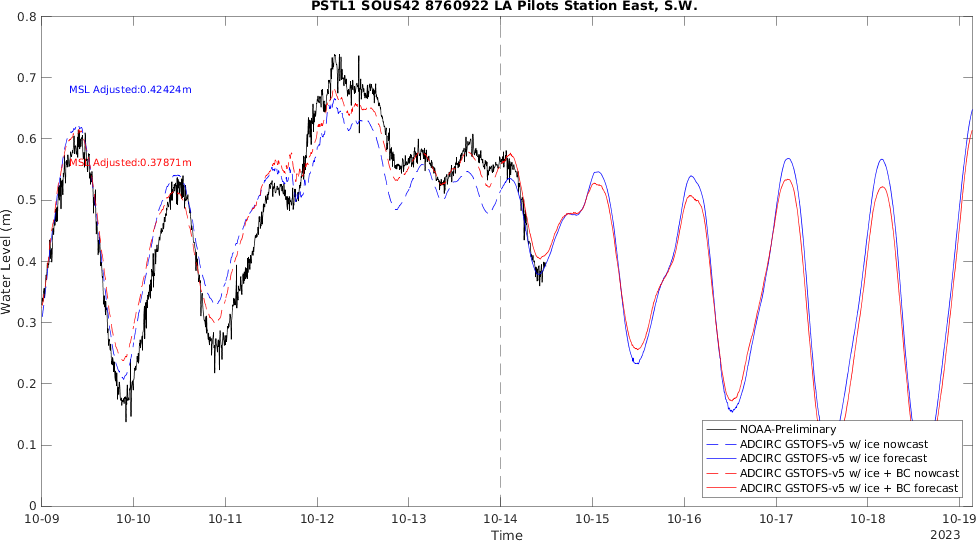 PSTL1 SOUS42 8760922 LA Pilots Station East, S.W.
0.8
0.7
0.6
0.5
0.4
0.3
0.2
0.1
0
Water Level (m)
MSL Adjusted:0.42424m
MSL Adjusted:0.37871m
NOAA-Preliminary
ADCIRC GSTOFS-v5 w/ ice nowcast
ADCIRC GSTOFS-v5 w/ ice forecast
ADCIRC GSTOFS-v5 w/ ice + BC nowcast
ADCIRC GSTOFS-v5 w/ ice + BC forecast
10-09 10-10 10-11 10-12 10-13 10-14 10-15 10-16 10-17 10-18 10-19
Time
2023